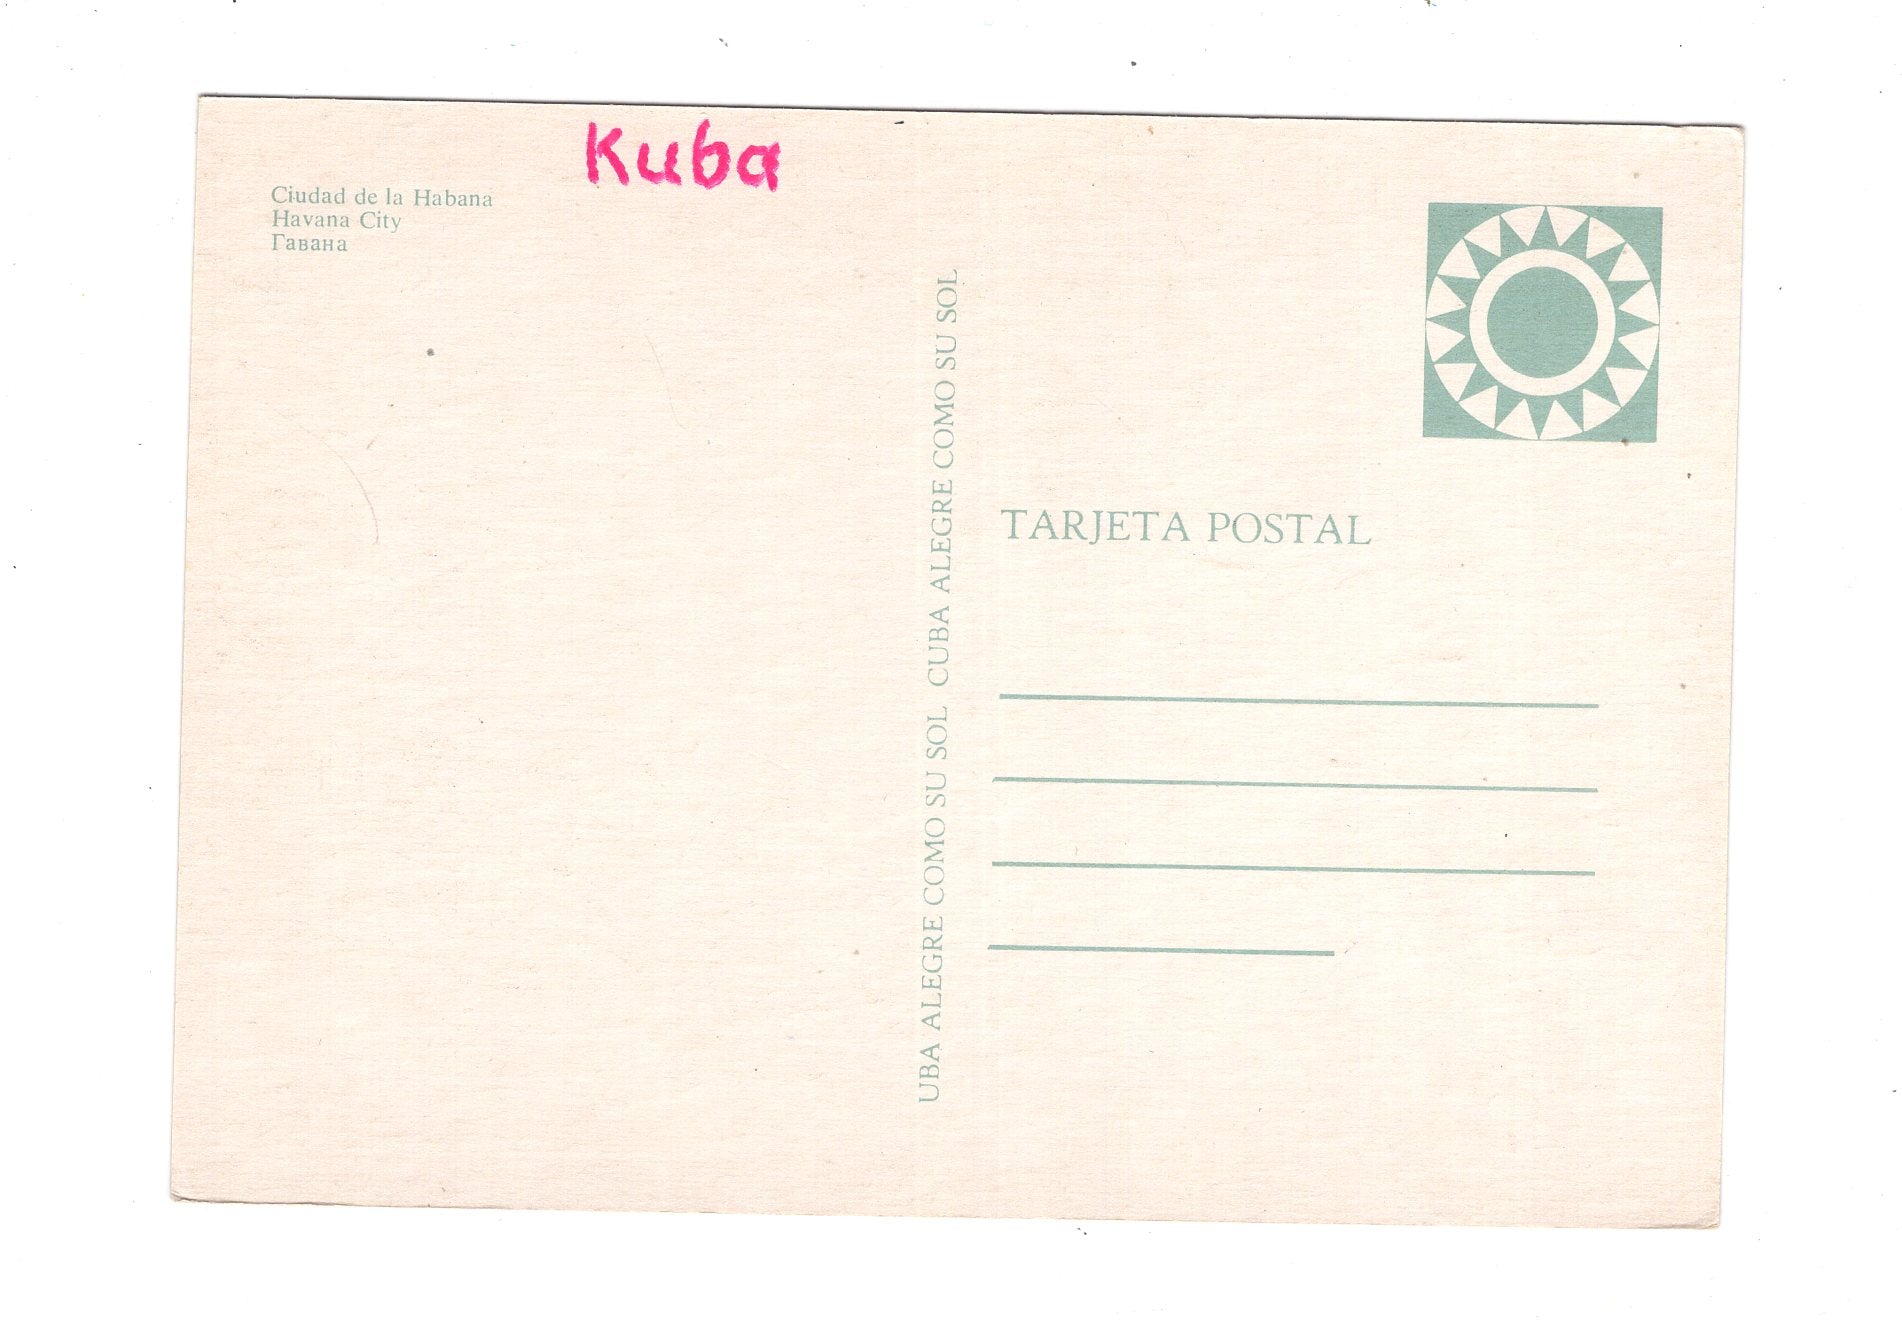 Kuba
Ciudad de la Habana
Havana City
Гавана
UBA ALEGRE COMO SU SOL CUBA ALEGRE COMO SU SOL
TARJETA POSTAL